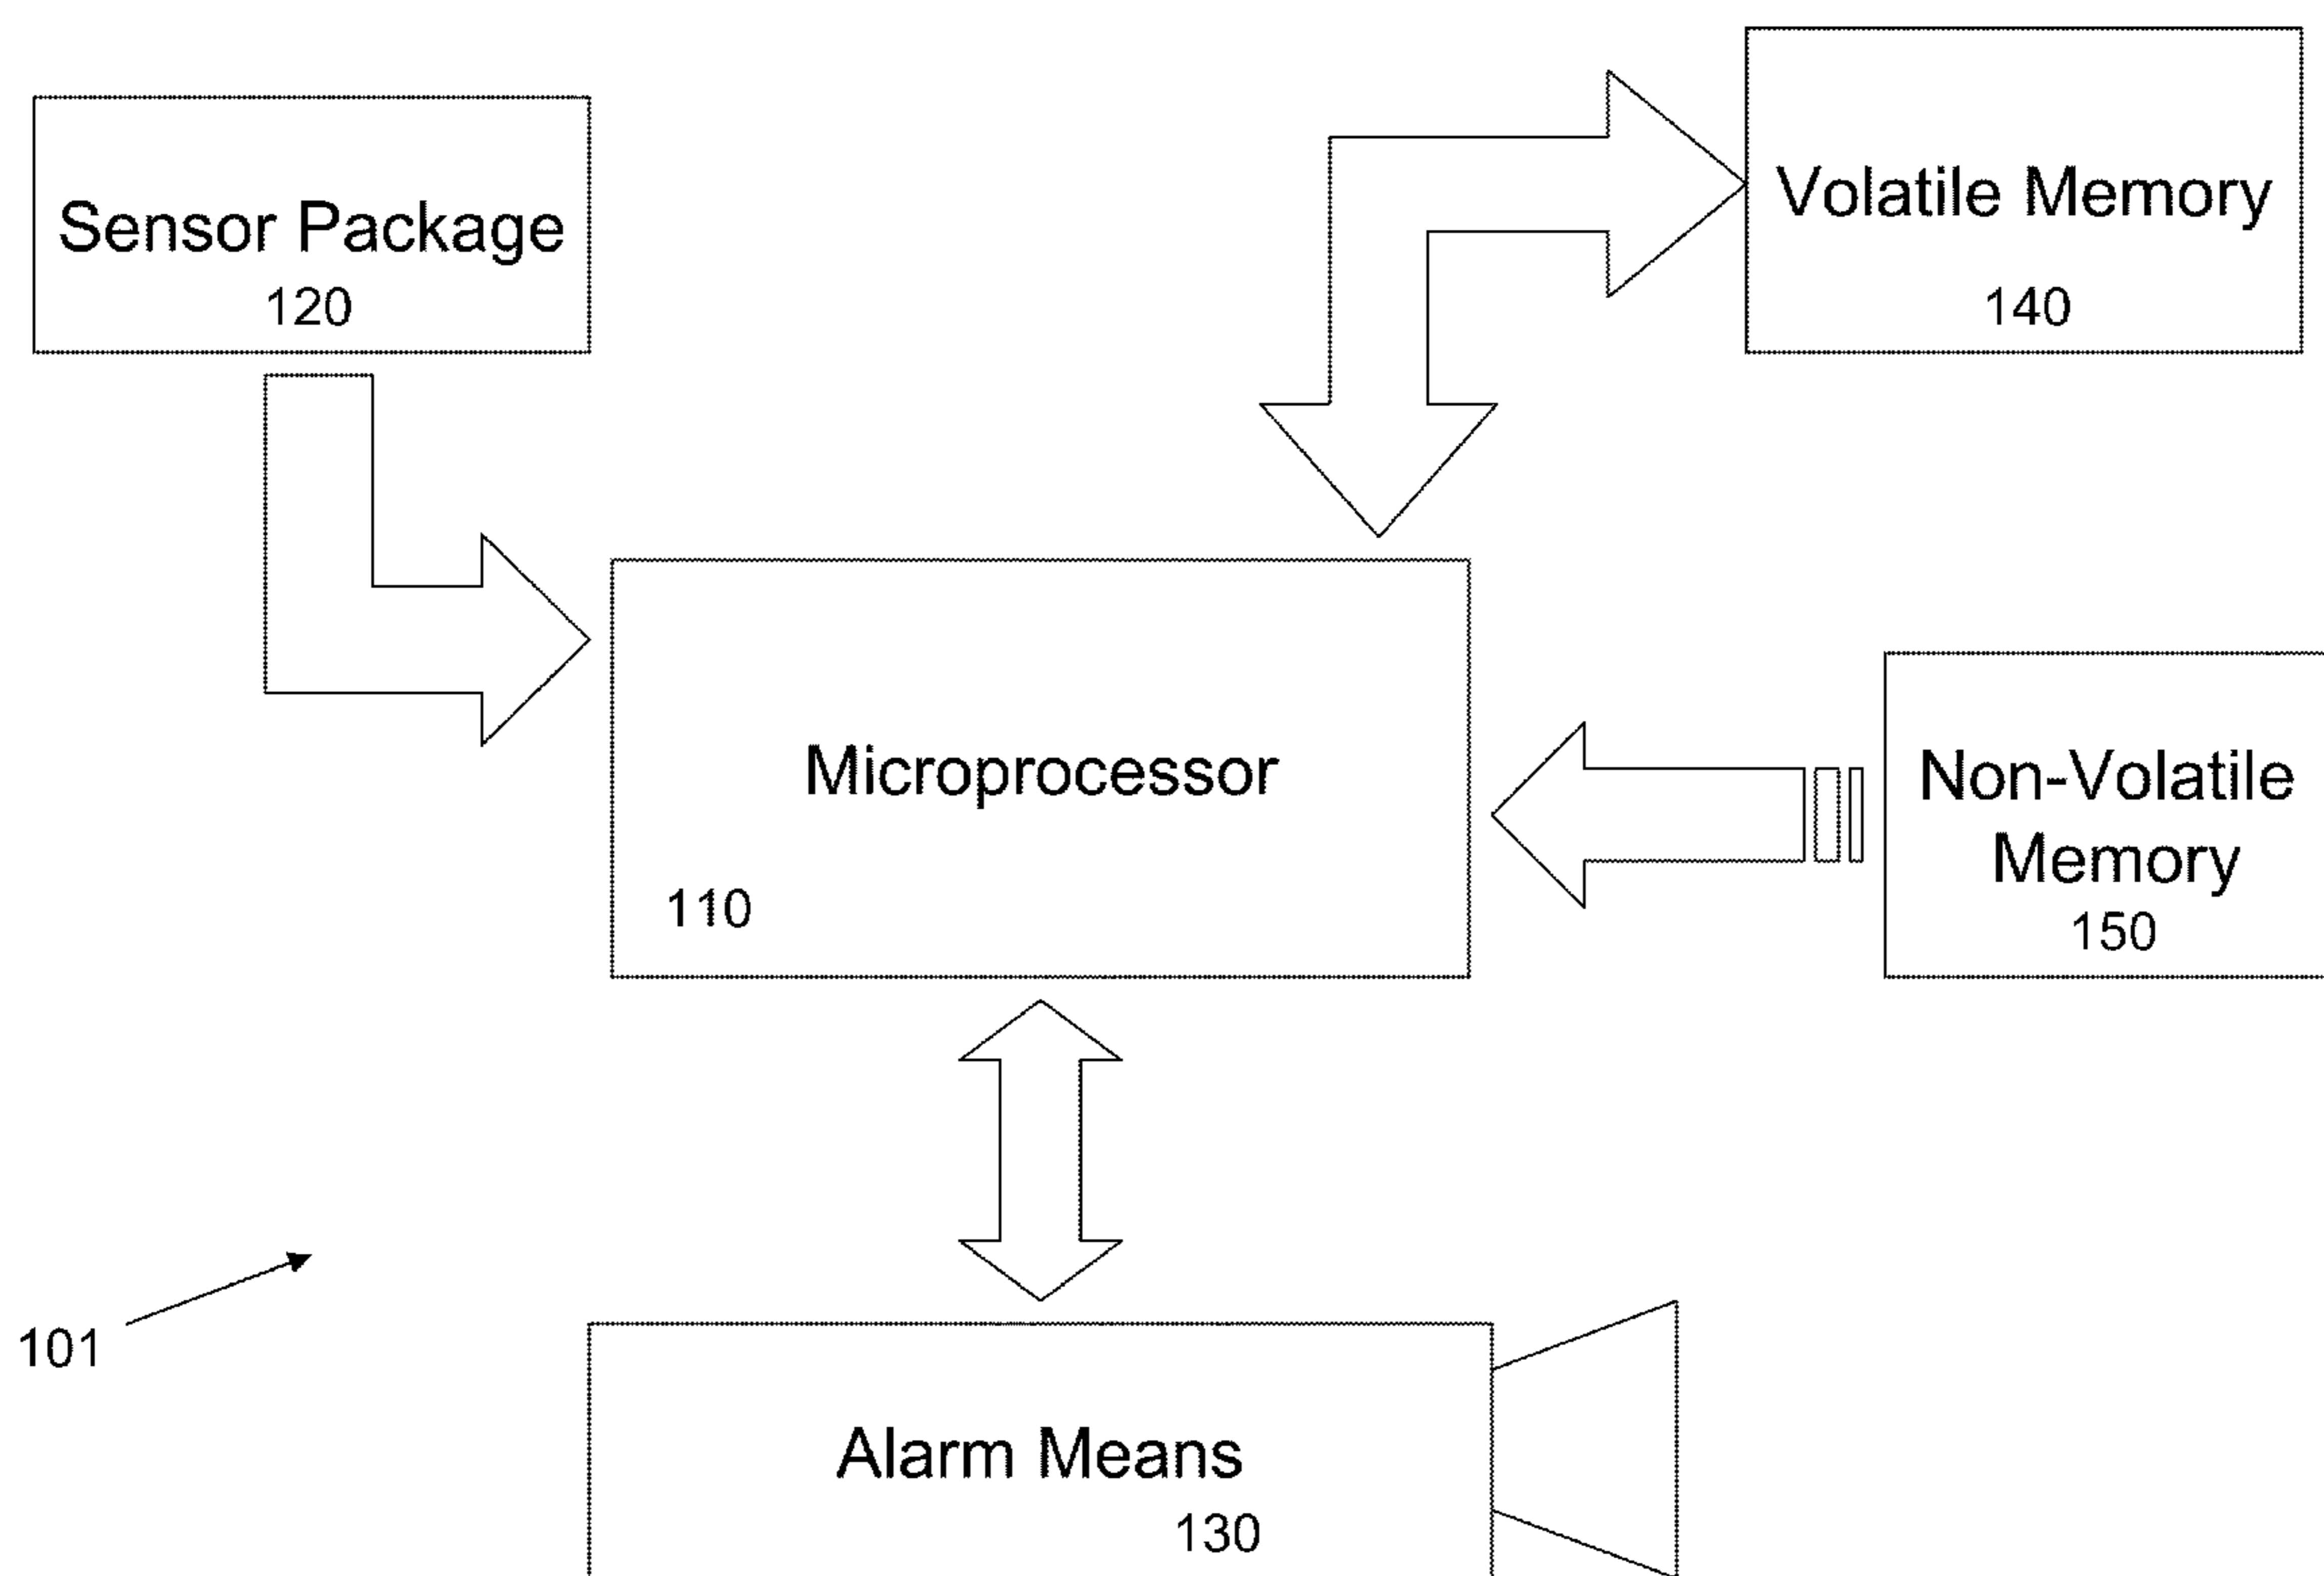 Sensor Package
120
Volatile Memory
140
Microprocessor
110
Non-Volatile
Memory
150
101
Alarm Means
130